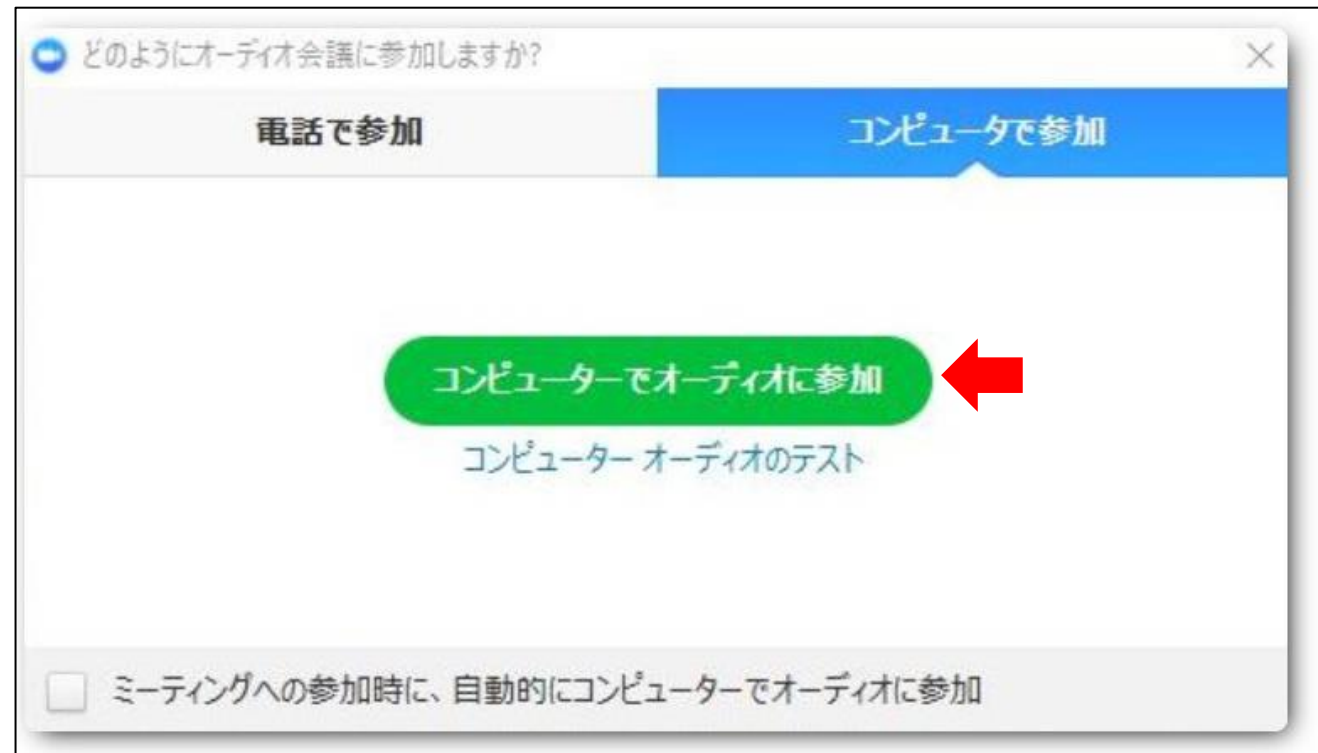 どのようにオーディオ会議に参加しますか?
電話で参加
コンピュータで参加
コンピューターでオーディオに参加
コンピューター オーディオのテスト
ミーティングへの参加時に、自動的にコンピューターでオーディオに参加